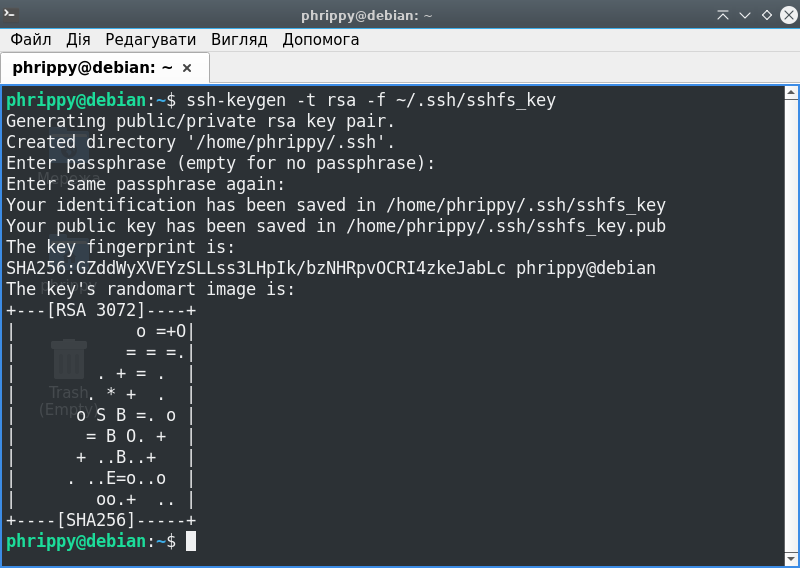 phrippy@debian: ~
Файл Дія Редагувати Вигляд Допомога
phrippy@debian: ~ ×
phrippy@debian:~$ ssh-keygen -t rsa -f ~/.ssh/sshfs_key
Generating public/private rsa key pair.
Created directory '/home/phrippy/.ssh'.
Enter passphrase (empty for no passphrase):
Enter same passphrase again:
Your identification has been saved in /home/phrippy/.ssh/sshfs_key
Your public key has been saved in /home/phrippy/.ssh/sshfs_key.pub
The key fingerprint is:
SHA256:GZddWyXVEYzSLLss3LHpIk/bzNHRpvOCRI4zkeJabLc phrippy@debian
The key's randomart image is:
+---[RSA 3072]----+
|            o =+O|
|           = = =.|
|        . + = .  |
|       . * +  .  |
|      o S B =. o |
|       = B O. +  |
|      + ..B..+   |
|     . ..E=o..o  |
|        oo.+  .. |
+----[SHA256]-----+
phrippy@debian:~$
Trash
(Empty)